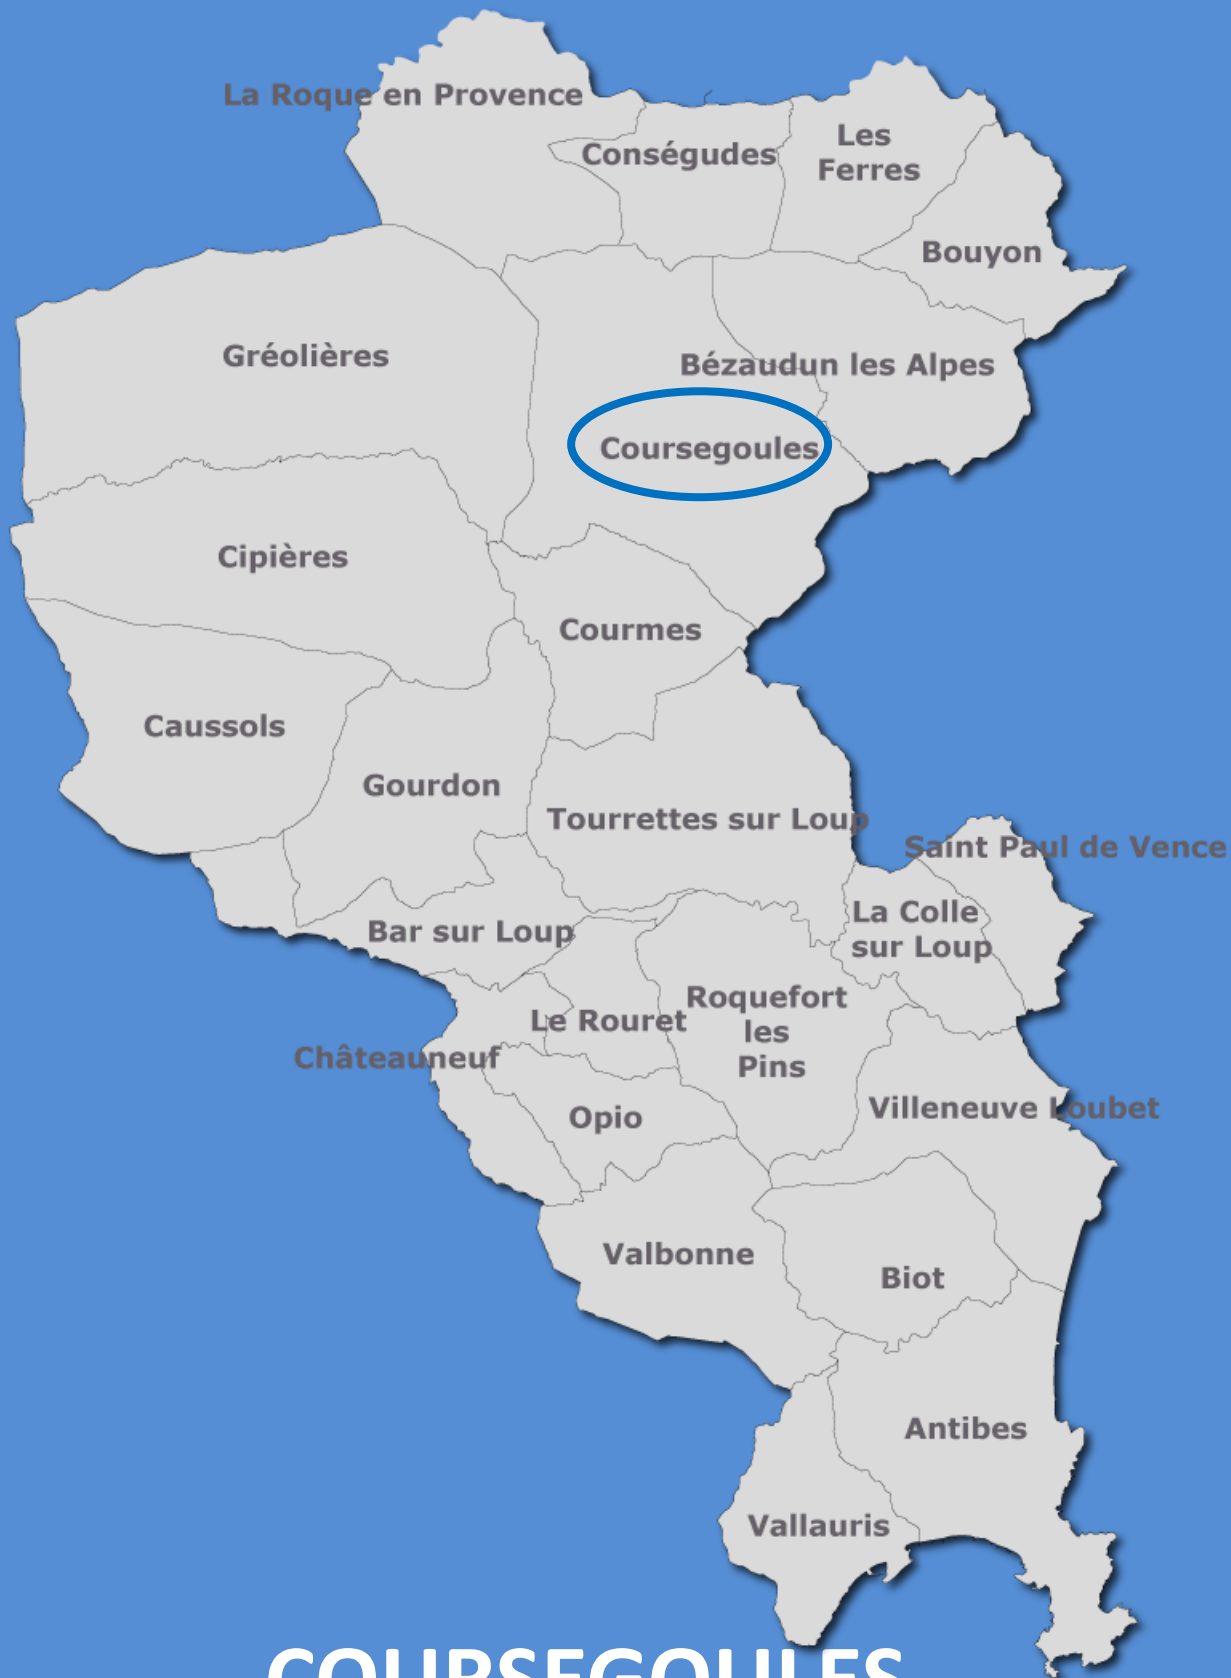 La Roque en Provence
Conségudes
Les
Ferres
Bouyon
Gréolières
Bézaudun les Alpes
Coursegoules
Cipières
Courmes
Caussols
Gourdon
Tourrettes sur Loup
Saint Paul de Vence
La Colle
sur Loup
Bar sur Loup
Roquefort
les
Pins
Le Rouret
Châteauneuf
Opio
Villeneuve Loubet
Valbonne
Biot
Antibes
Vallauris
COURSEGOULES